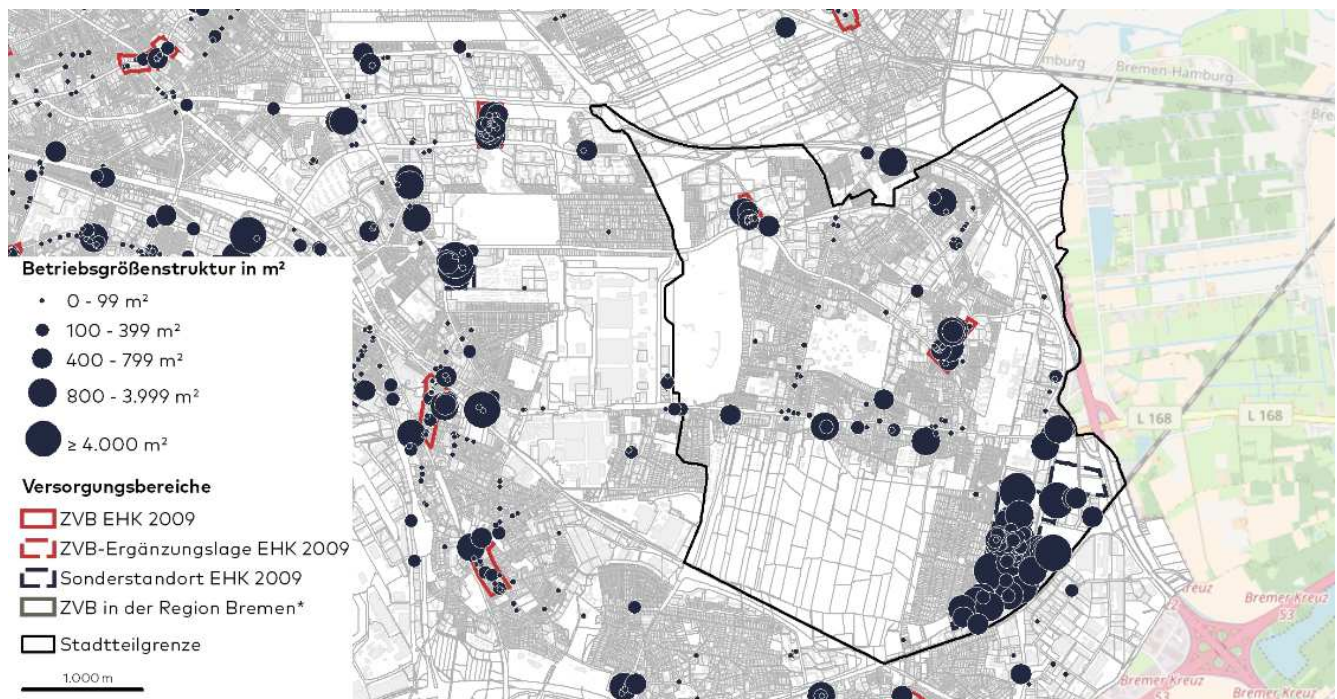 Betriebsgrößenstruktur in m²
0 - 99 m²
100 - 399 m²
400 - 799 m²
800 - 3.999 m²
≥ 4.000 m²
Versorgungsbereiche
ZVB EHK 2009
ZVB-Ergänzungslage EHK 2009
Sonderstandort EHK 2009
ZVB in der Region Bremen*
Stadtteilgrenze
1.000 m
Bremen-Hamburg
L 168
L 168
Bremer Kreuz
S3
Bremer Kreuz
S3